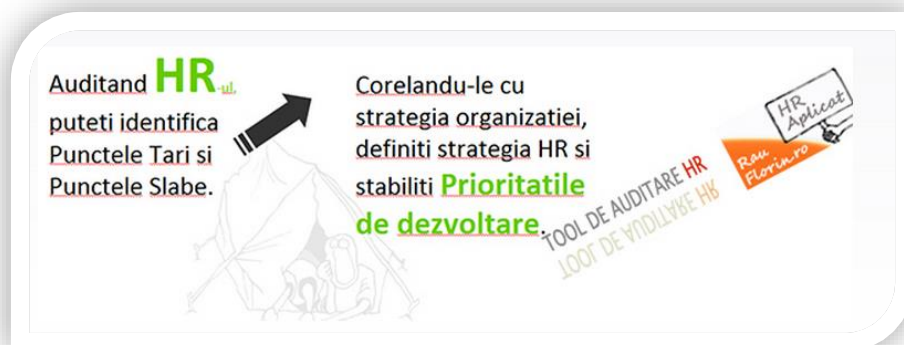 Auditand HR-ul,
puteti identifica
Punctele Tari si
Punctele Slabe.
Corelandu-le cu
strategia organizatiei,
definiti strategia HR si
stabiliti Prioritatile
de dezvoltare.
TOOL DE AUDITARE HR
TOOL DE AUDITARE HR
HR
Aplicat
Rau
Florin.ro